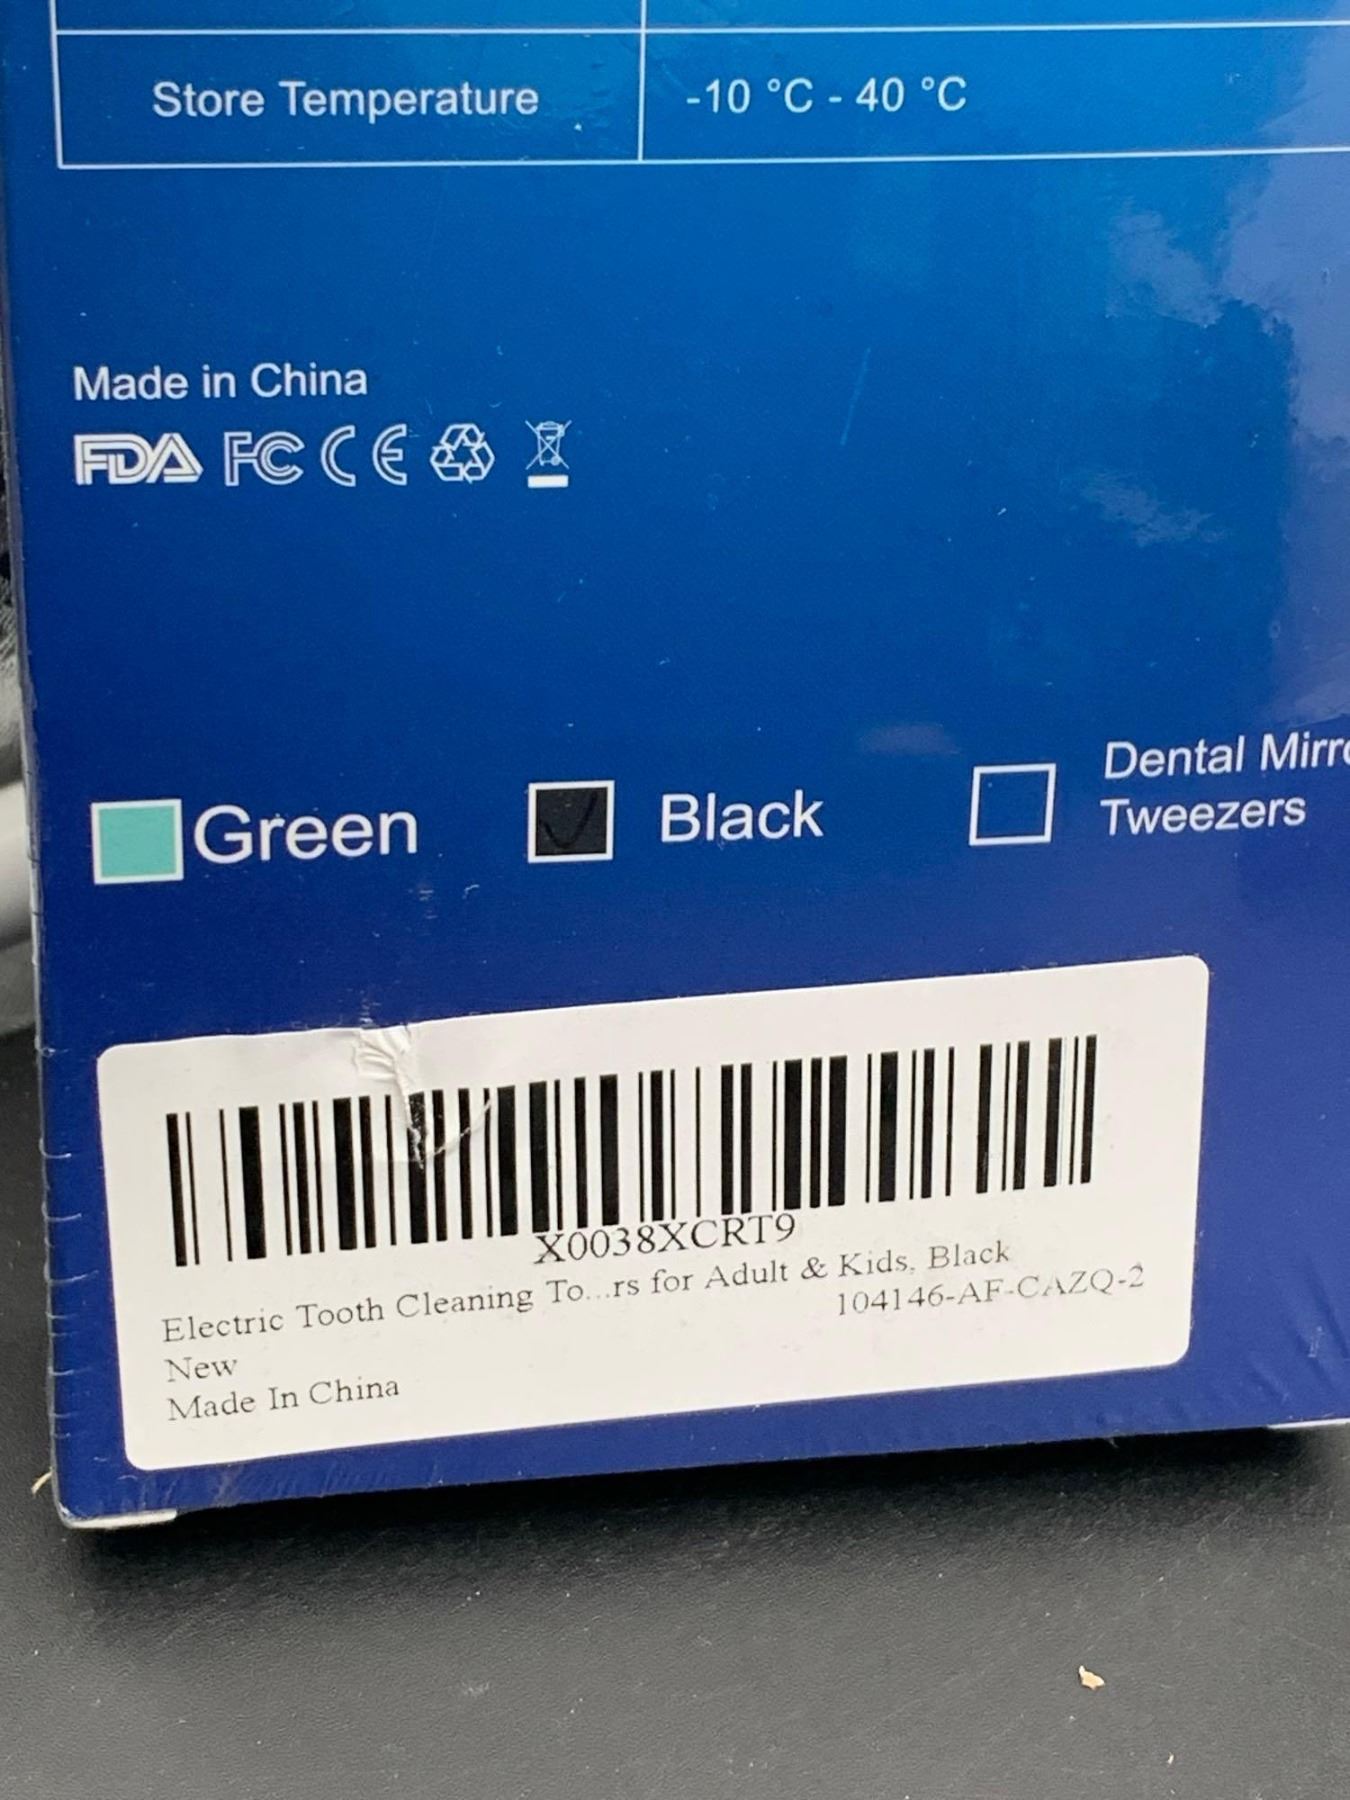 Store Temperature -10 °C - 40 °C
Made in China
FDA FC CE
Green Black Dental Mirro
Tweezers
X0038XCRT9
Electric Tooth Cleaning To...rs for Adult & Kids, Black
104146-AF-CAZQ-2
New
Made In China